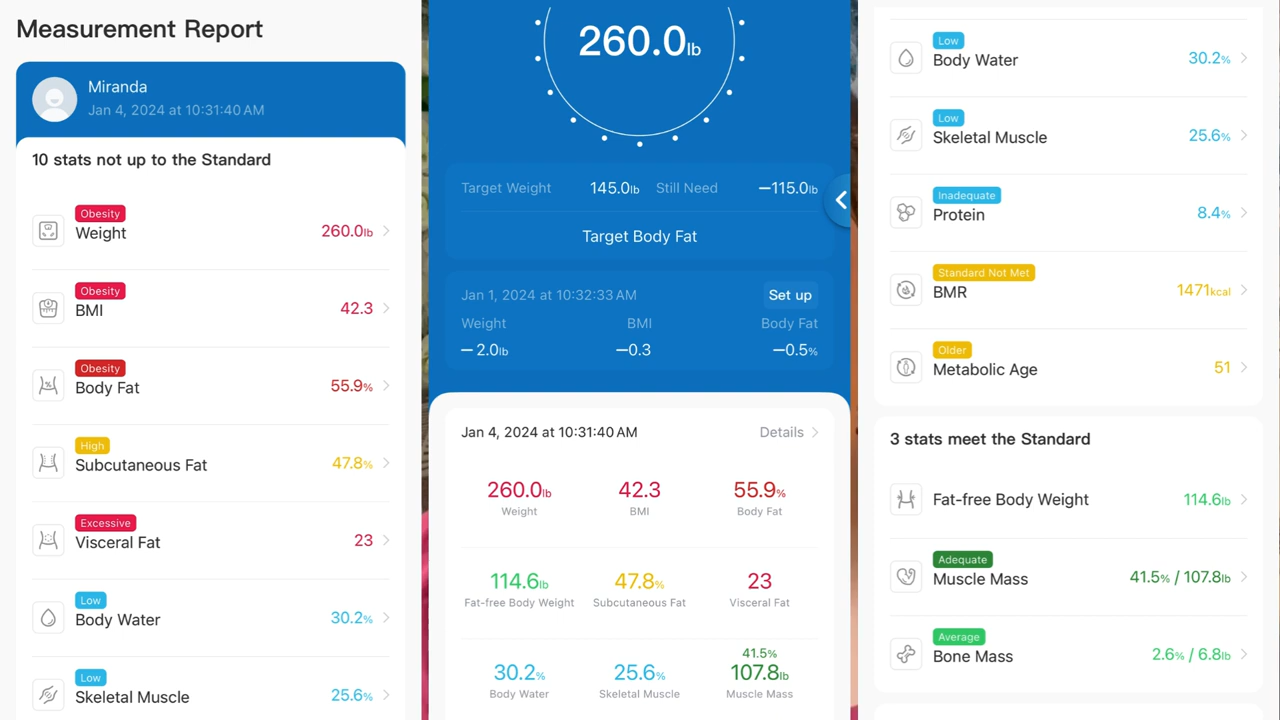 Measurement Report
Miranda
Jan 4, 2024 at 10:31:40 AM
10 stats not up to the Standard
Obesity
Weight
260.0lb
Obesity
BMI
42.3
Obesity
Body Fat
55.9%
High
Subcutaneous Fat
47.8%
Excessive
Visceral Fat
23
Low
Body Water
30.2%
Low
Skeletal Muscle
25.6%
260.0lb
Target Weight 145.0lb Still Need —115.0lb
Target Body Fat
Jan 1, 2024 at 10:32:33 AM Set up
Weight BMI Body Fat
— 2.0lb —0.3 —0.5%
Jan 4, 2024 at 10:31:40 AM Details
260.0lb 42.3 55.9%
Weight BMI Body Fat
114.6lb 47.8% 23
Fat-free Body Weight Subcutaneous Fat Visceral Fat
41.5%
30.2% 25.6% 107.8lb
Body Water Skeletal Muscle Muscle Mass
Low
Body Water
30.2%
Low
Skeletal Muscle
25.6%
Inadequate
Protein
8.4%
Standard Not Met
BMR
1471kcal
Older
Metabolic Age
51
3 stats meet the Standard
Fat-free Body Weight
114.6lb
Adequate
Muscle Mass
41.5% / 107.8lb
Average
Bone Mass
2.6% / 6.8lb